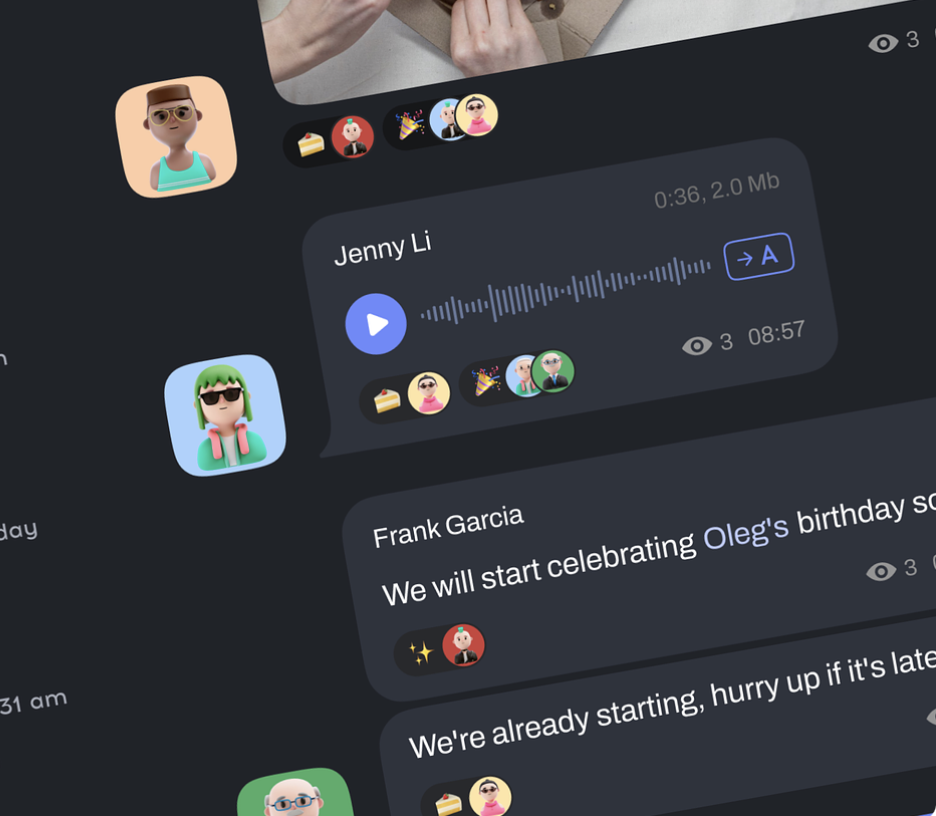 3
0:36, 2.0 Mb
Jenny Li
A
3 08:57
day
Frank Garcia
We will start celebrating Oleg's birthday
3
31 am
We're already starting, hurry up if it's late